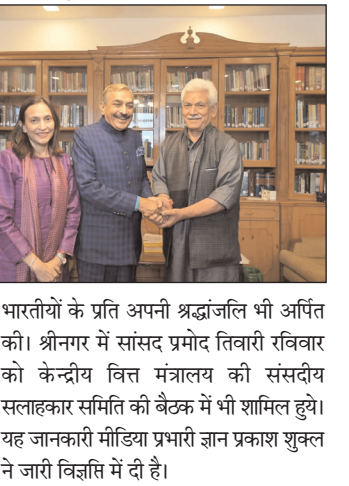 भारतीयों के प्रति अपनी श्रद्धांजलि भी अर्पित
की। श्रीनगर में सांसद प्रमोद तिवारी रविवार
को केन्द्रीय वित्त मंत्रालय की संसदीय
सलाहकार समिति की बैठक में भी शामिल हुये।
यह जानकारी मीडिया प्रभारी ज्ञान प्रकाश शुक्ल
ने जारी विज्ञप्ति में दी है।